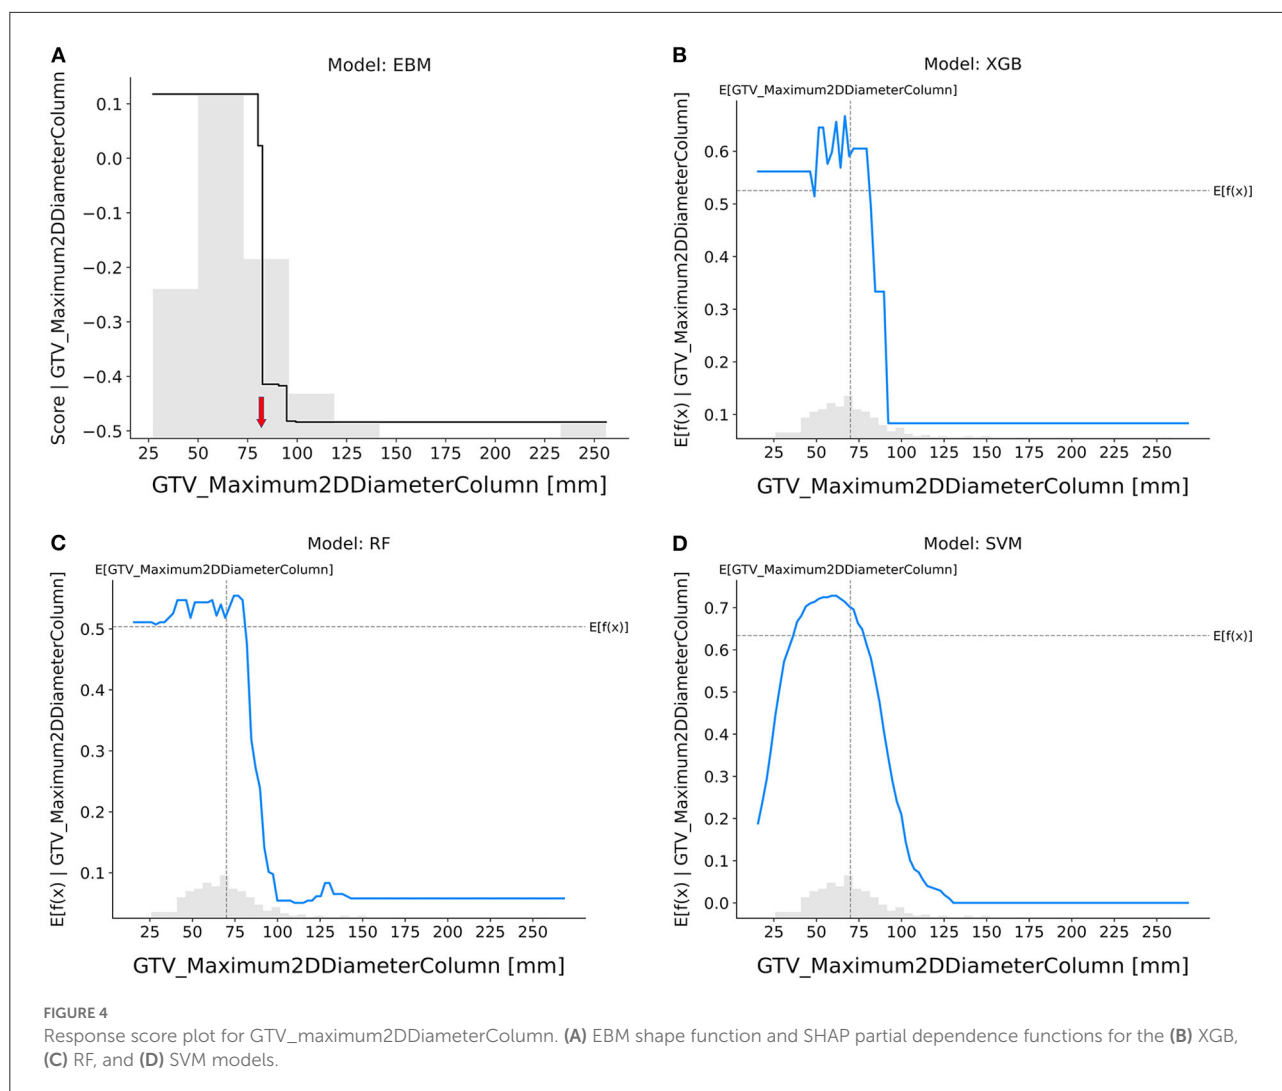 A
Model: EBM
Score | GTV_Maximum2DDiameterColumn
0.1
0.0
−0.1
−0.2
−0.3
−0.4
−0.5
25 50 75 100 125 150 175 200 225 250
GTV_Maximum2DDiameterColumn [mm]
B
Model: XGB
E[GTV_Maximum2DDiameterColumn]
E[f(x) | GTV_Maximum2DDiameterColumn]
0.6
0.5
0.4
0.3
0.2
0.1
E[f(x)]
25 50 75 100 125 150 175 200 225 250
GTV_Maximum2DDiameterColumn [mm]
C
Model: RF
E[GTV_Maximum2DDiameterColumn]
E[f(x) | GTV_Maximum2DDiameterColumn]
0.5
0.4
0.3
0.2
0.1
E[f(x)]
25 50 75 100 125 150 175 200 225 250
GTV_Maximum2DDiameterColumn [mm]
D
Model: SVM
E[GTV_Maximum2DDiameterColumn]
E[f(x) | GTV_Maximum2DDiameterColumn]
0.7
0.6
0.5
0.4
0.3
0.2
0.1
0.0
E[f(x)]
25 50 75 100 125 150 175 200 225 250
GTV_Maximum2DDiameterColumn [mm]
FIGURE 4
Response score plot for GTV_maximum2DDiameterColumn. (A) EBM shape function and SHAP partial dependence functions for the (B) XGB,
(C) RF, and (D) SVM models.